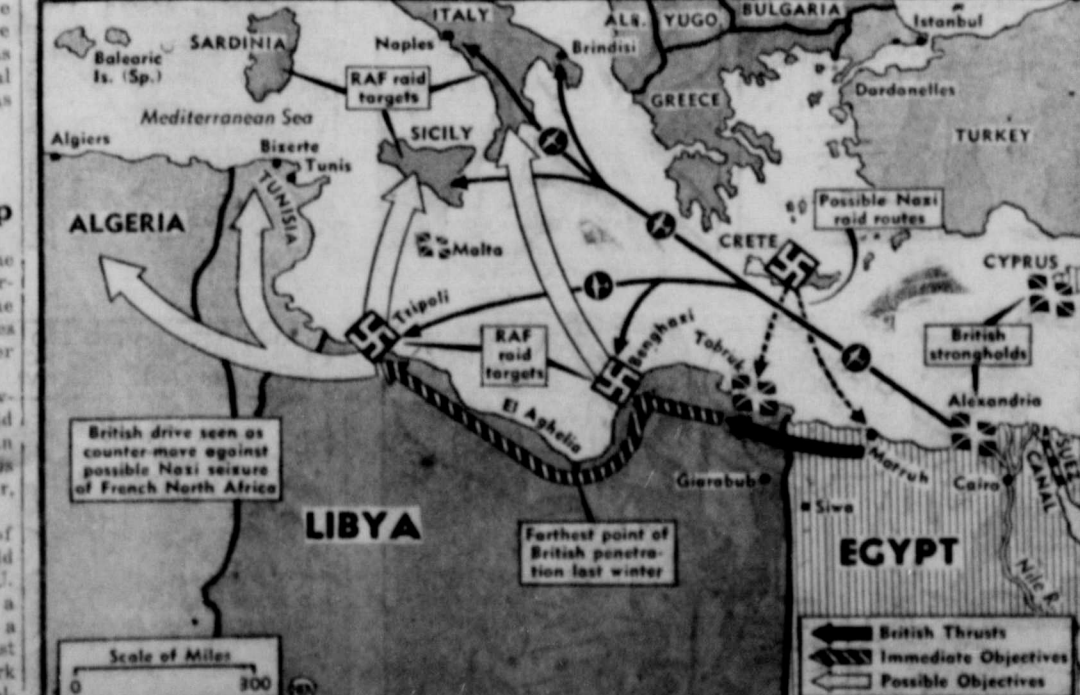 ITALY
ALB.
YUGO.
BULGARIA
Istanbul
SARDINIA
Naples
Brindisi
Balearic
Is. (Sp.)
RAF raid
targets
GREECE
Dardanelles
Mediterranean Sea
TURKEY
Algiers
SICILY
Bizerte
Tunis
TUNISIA
ALGERIA
Possible Nazi
raid routes
Malta
CRETE
CYPRUS
Tripoli
RAF
raid
targets
Benghazi
Tobruk
British
strongholds
Alexandria
El Agheila
British drive seen as
counter-move against
possible Nazi seizure
of French North Africa
Matruh
Giarabub
Cairo
SUEZ
CANAL
Siwa
LIBYA
Farthest point of
British penetra-
tion last winter
EGYPT
Nile R.
British Thrusts
Immediate Objectives
Possible Objectives
Scale of Miles
0 300